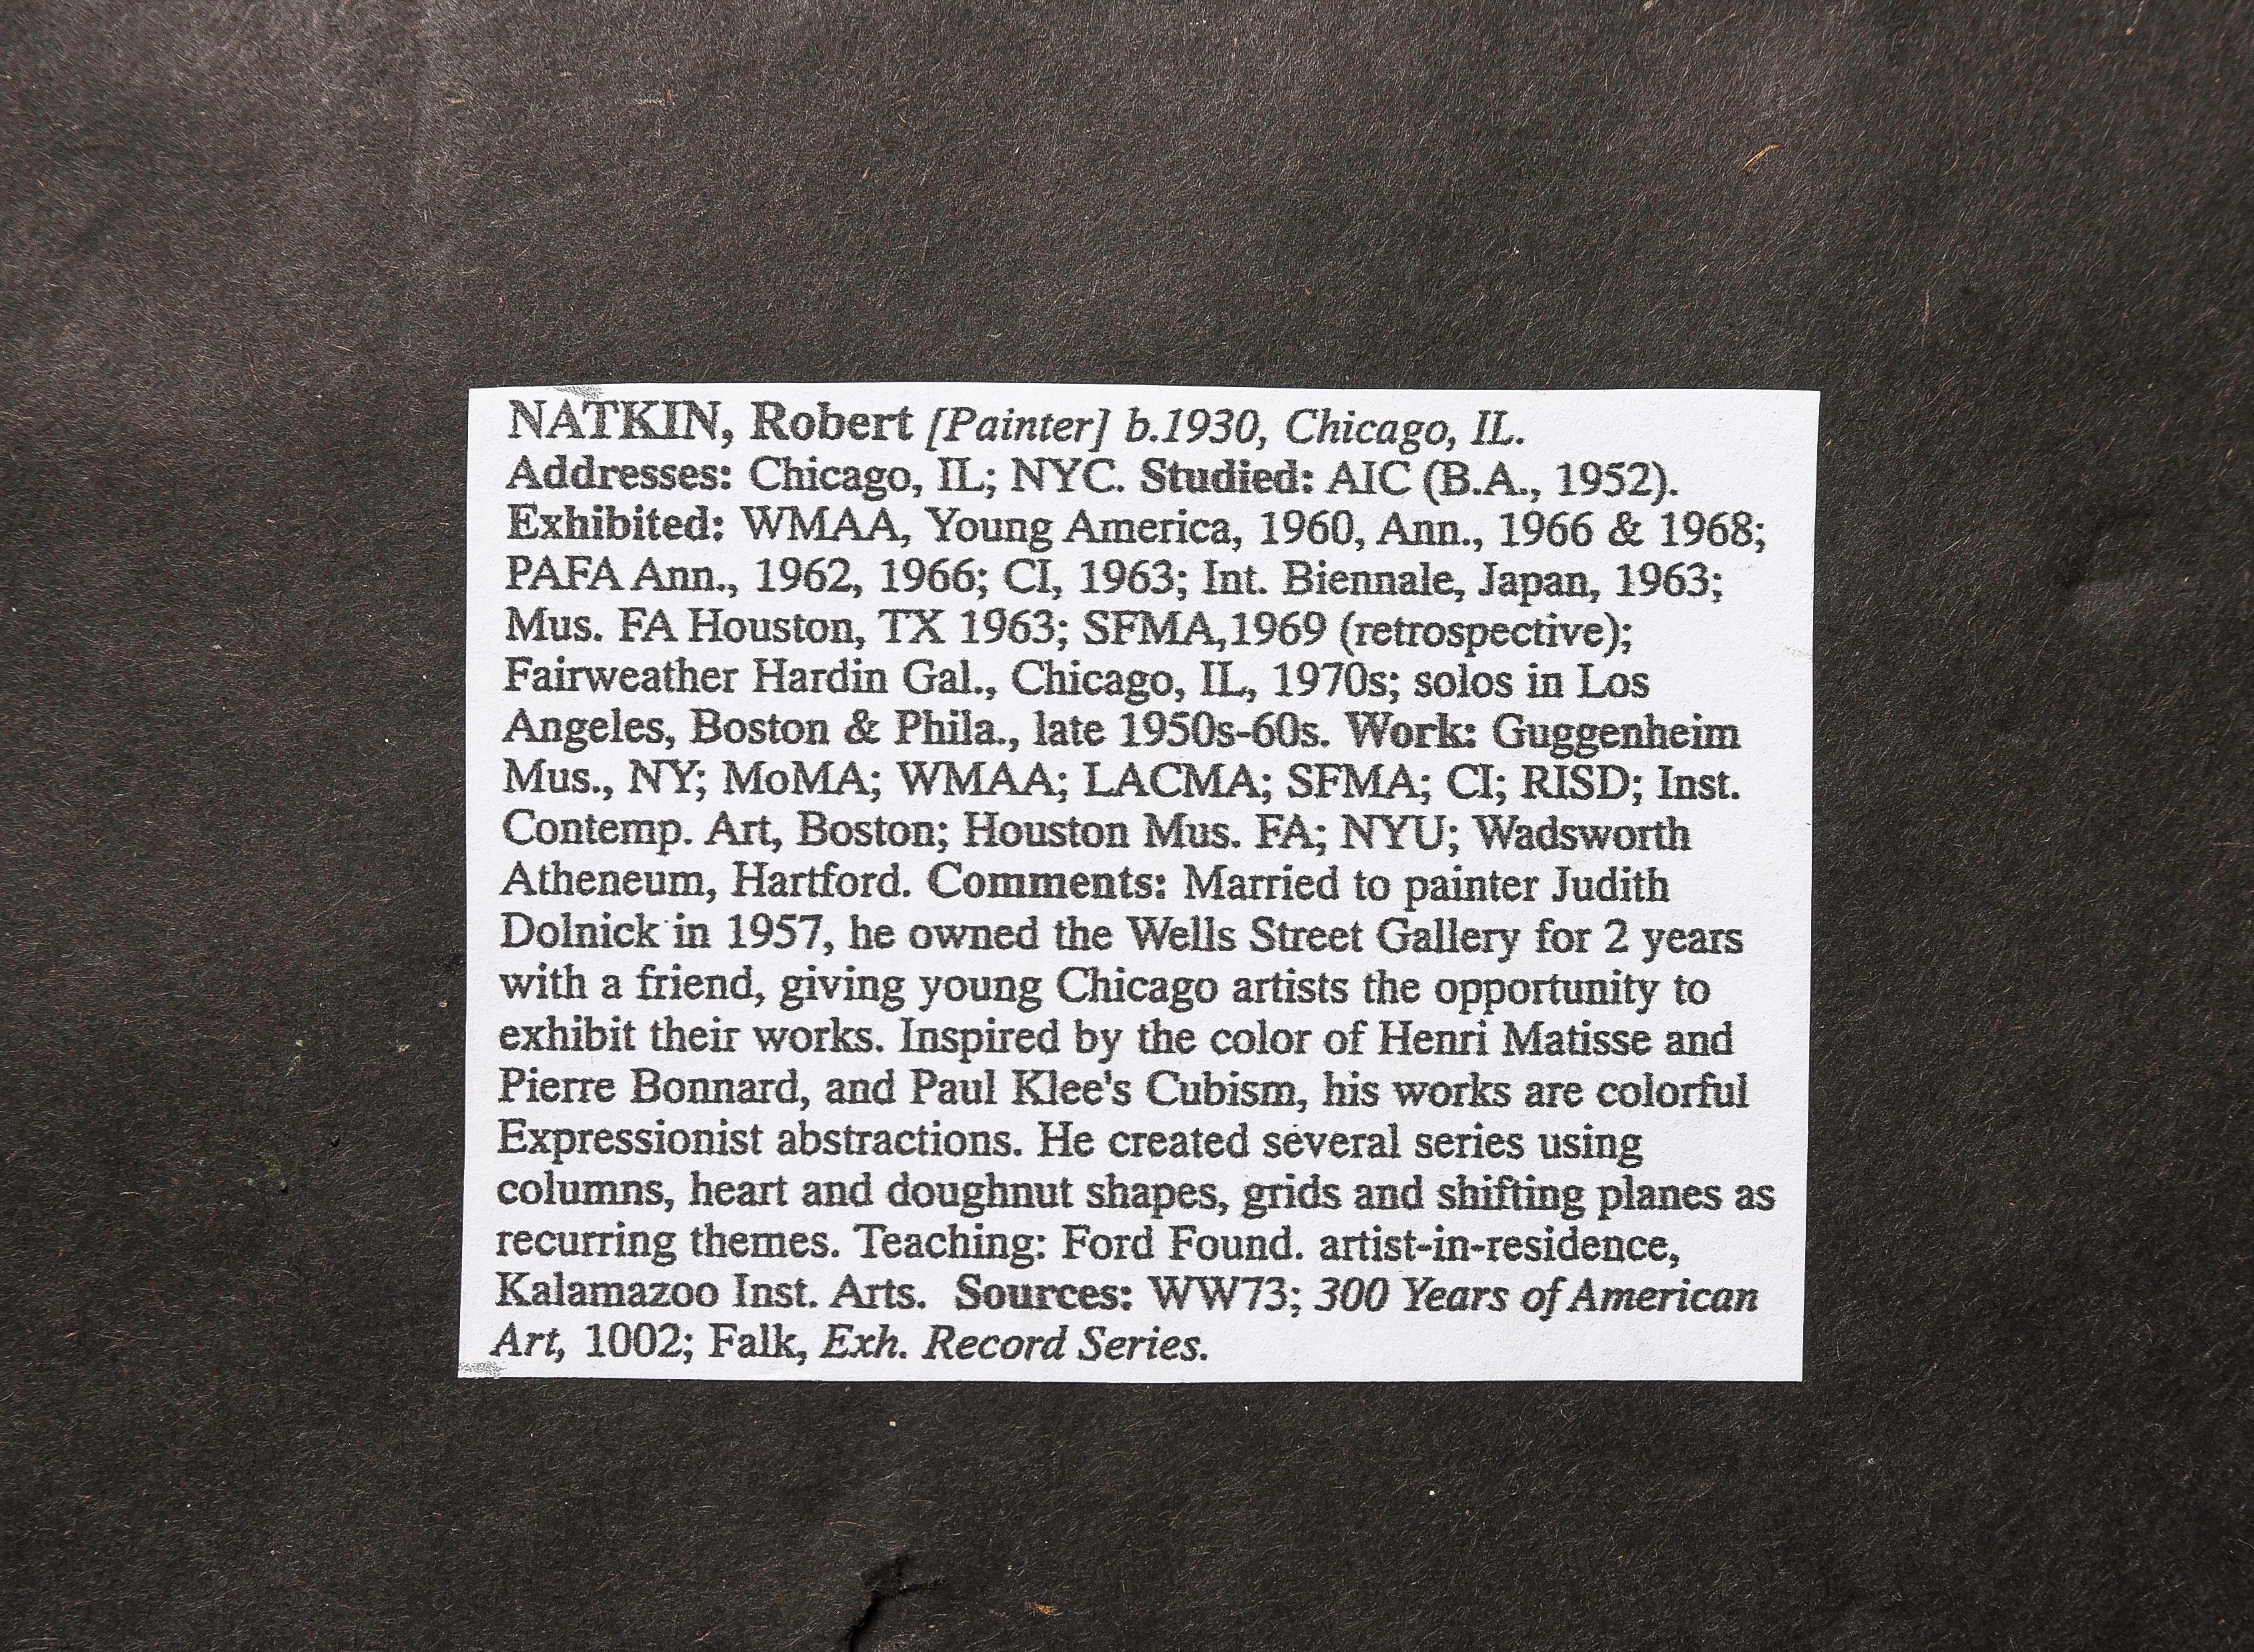 NATKIN, Robert [Painter] b.1930, Chicago, IL.
Addresses: Chicago, IL; NYC. Studied: AIC (B.A., 1952).
Exhibited: WMAA, Young America, 1960, Ann., 1966 & 1968;
PAFA Ann., 1962, 1966; CI, 1963; Int. Biennale, Japan, 1963;
Mus. FA Houston, TX 1963; SFMA,1969 (retrospective);
Fairweather Hardin Gal., Chicago, IL, 1970s; solos in Los
Angeles, Boston & Phila., late 1950s-60s. Work: Guggenheim
Mus., NY; MoMA; WMAA; LACMA; SFMA; CI; RISD; Inst.
Contemp. Art, Boston; Houston Mus. FA; NYU; Wadsworth
Atheneum, Hartford. Comments: Married to painter Judith
Dolnick in 1957, he owned the Wells Street Gallery for 2 years
with a friend, giving young Chicago artists the opportunity to
exhibit their works. Inspired by the color of Henri Matisse and
Pierre Bonnard, and Paul Klee's Cubism, his works are colorful
Expressionist abstractions. He created several series using
columns, heart and doughnut shapes, grids and shifting planes as
recurring themes. Teaching: Ford Found. artist-in-residence,
Kalamazoo Inst. Arts. Sources: WW73; 300 Years of American
Art, 1002; Falk, Exh. Record Series.